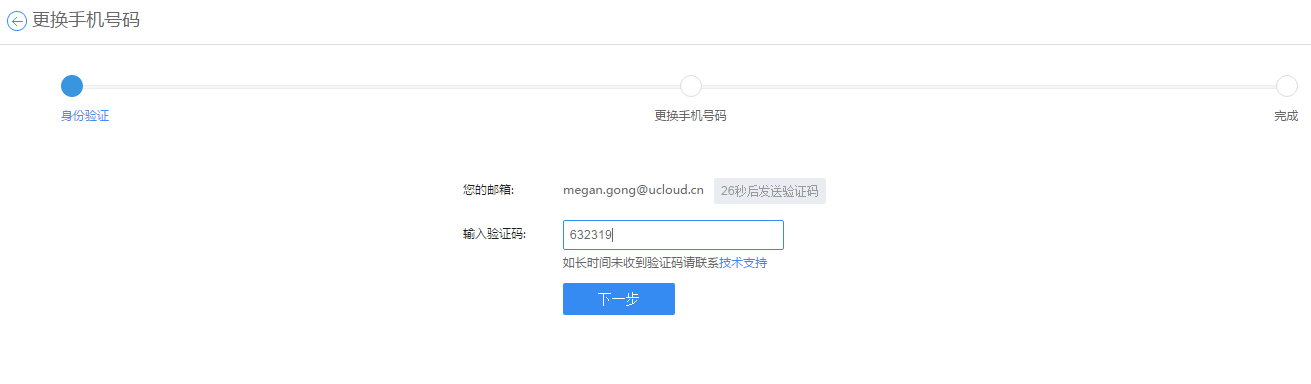 更换手机号码
身份验证 更换手机号码 完成
您的邮箱: megan.gong@ucloud.cn 26秒后发送验证码
输入验证码: 632319
如长时间未收到验证码请联系技术支持
下一步